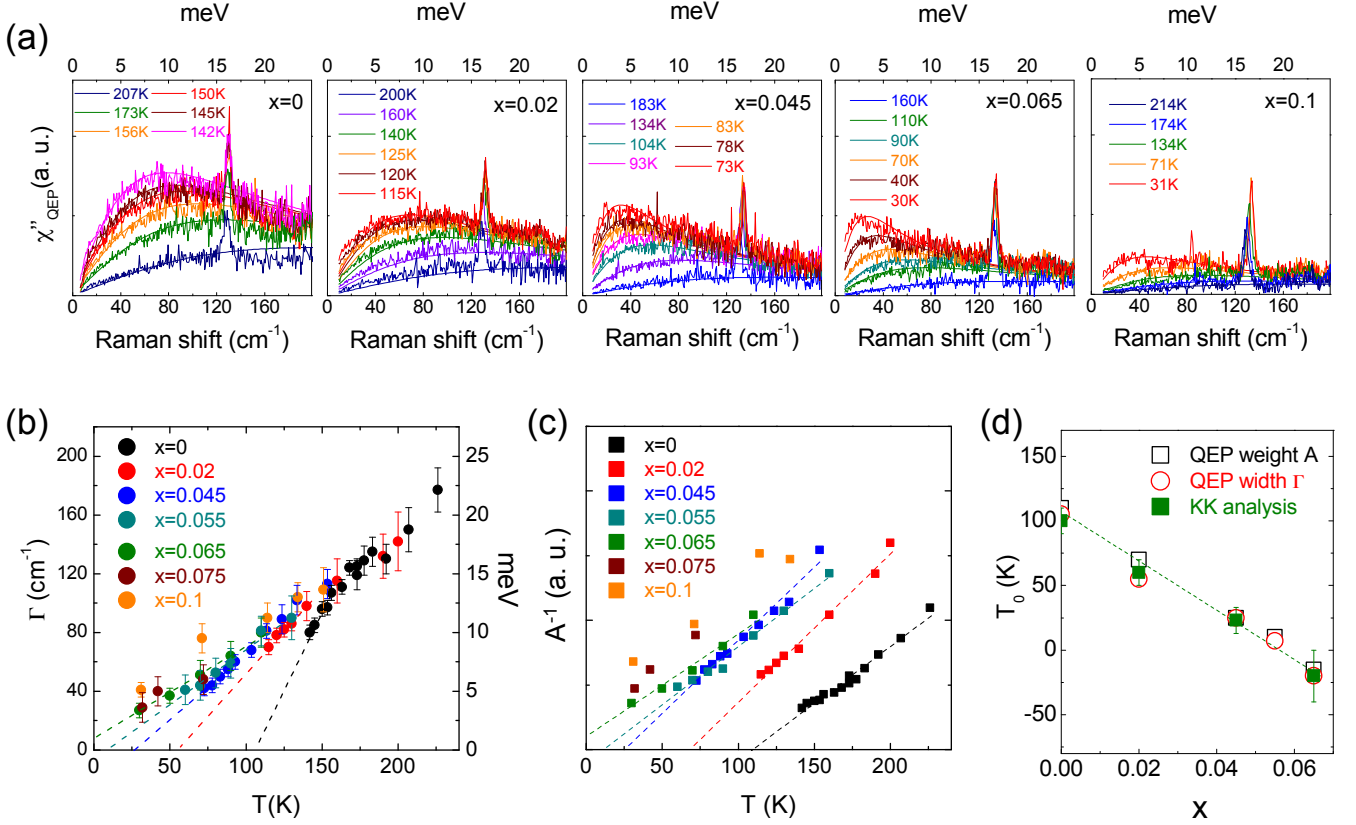 meV meV meV meV meV
(a)
0 5 10 15 20 0 5 10 15 20 0 5 10 15 20 0 5 10 15 20 0 5 10 15 20
207K 150K
173K 145K
156K 142K
x=0
200K
160K
140K
125K
120K
115K
x=0.02
183K 83K
134K 78K
104K 73K
93K
x=0.045
160K
110K
90K
70K
40K
30K
x=0.065
214K
174K
134K
71K
31K
x=0.1
χ''QEP(a. u.)
40 80 120 160 40 80 120 160 40 80 120 160 40 80 120 160 40 80 120 160
Raman shift (cm⁻¹) Raman shift (cm⁻¹) Raman shift (cm⁻¹) Raman shift (cm⁻¹) Raman shift (cm⁻¹)
(b)
x=0
x=0.02
x=0.045
x=0.055
x=0.065
x=0.075
x=0.1
200
160
120
80
40
0
Γ (cm⁻¹)
25
20
15
10
5
0
meV
0 50 100 150 200
T(K)
(c)
x=0
x=0.02
x=0.045
x=0.055
x=0.065
x=0.075
x=0.1
A⁻¹ (a. u.)
0 50 100 150 200
T (K)
(d)
QEP weight A
QEP width Γ
KK analysis
150
100
50
0
-50
T₀ (K)
0.00 0.02 0.04 0.06
x